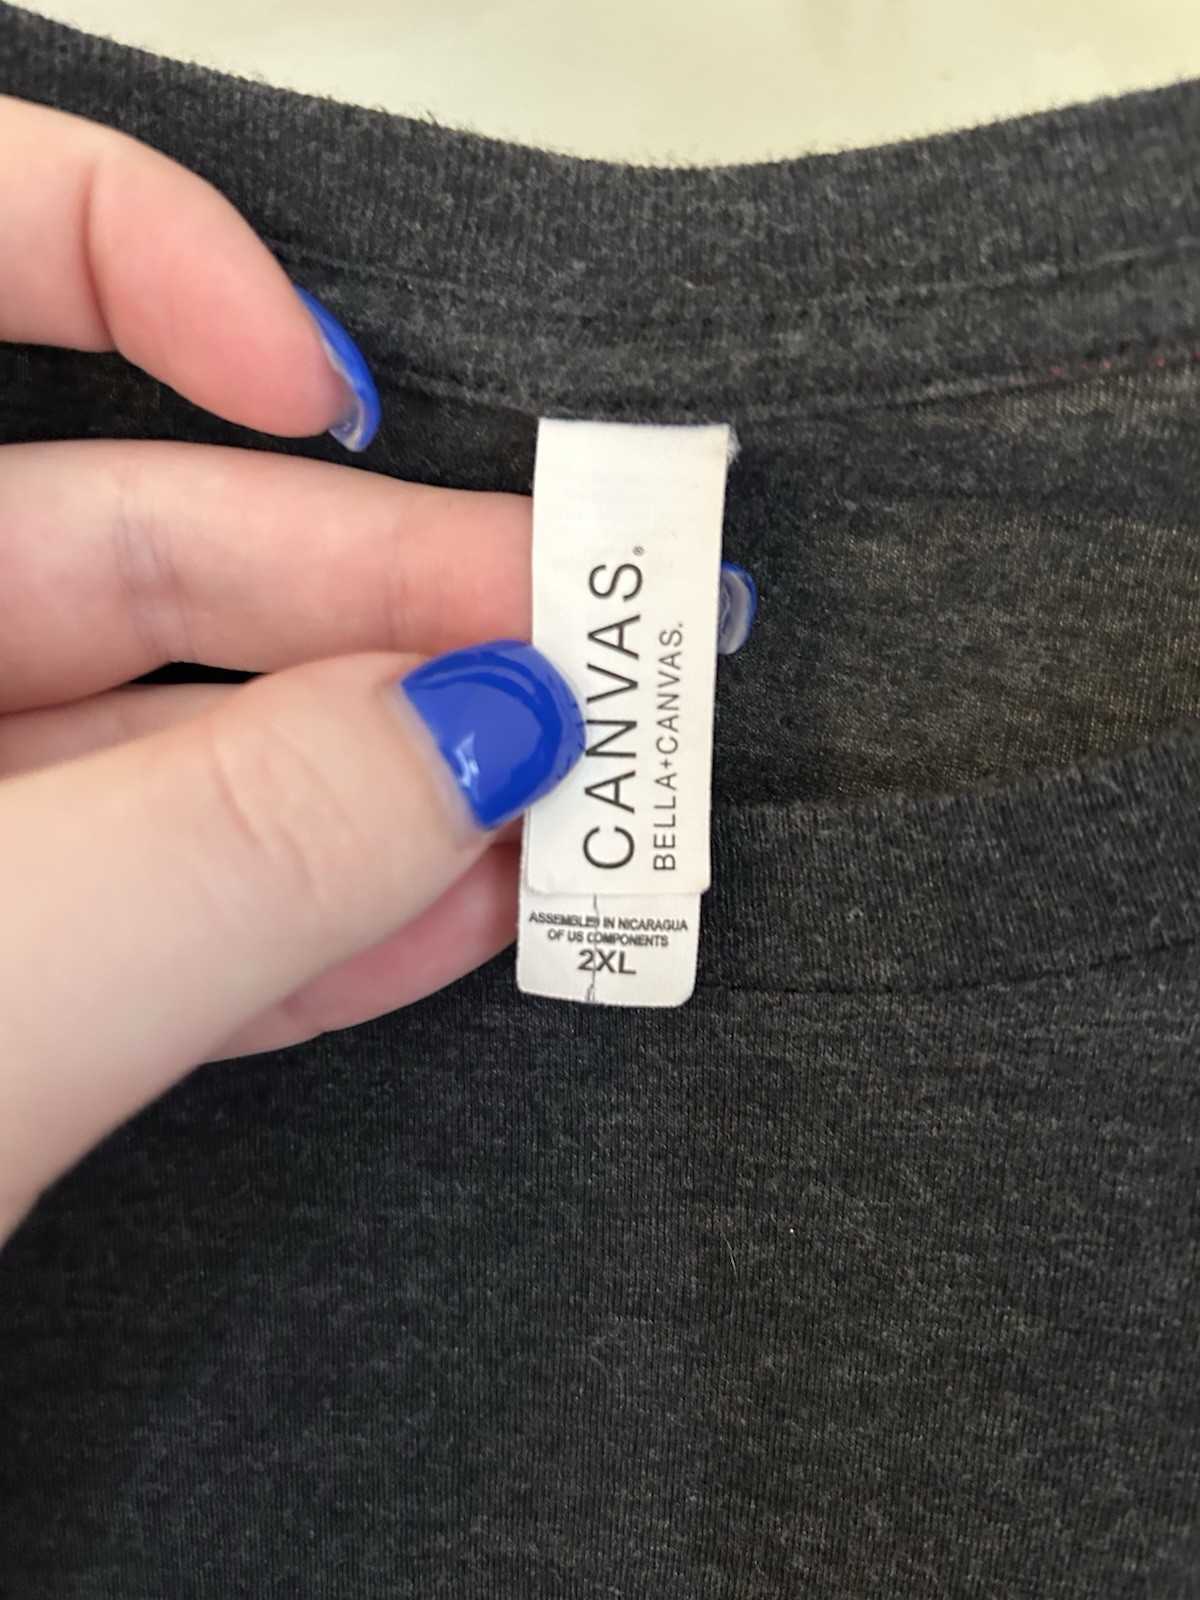 CANVAS.
BELLA+CANVAS.
ASSEMBLED IN NICARAGUA
OF US COMPONENTS
2XL